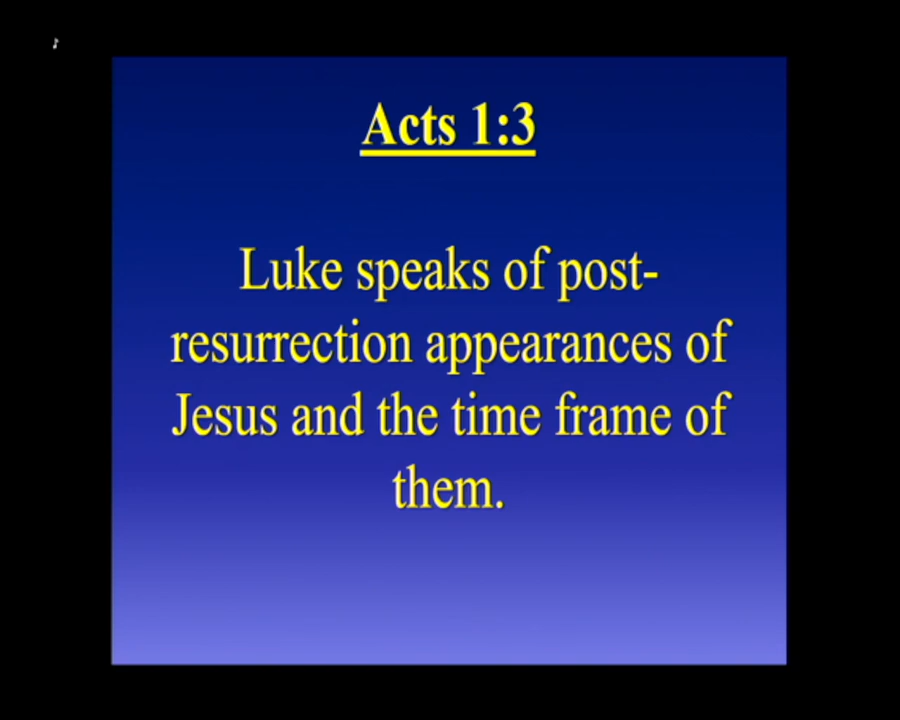 Acts 1:3
Luke speaks of post-
resurrection appearances of
Jesus and the time frame of
them.